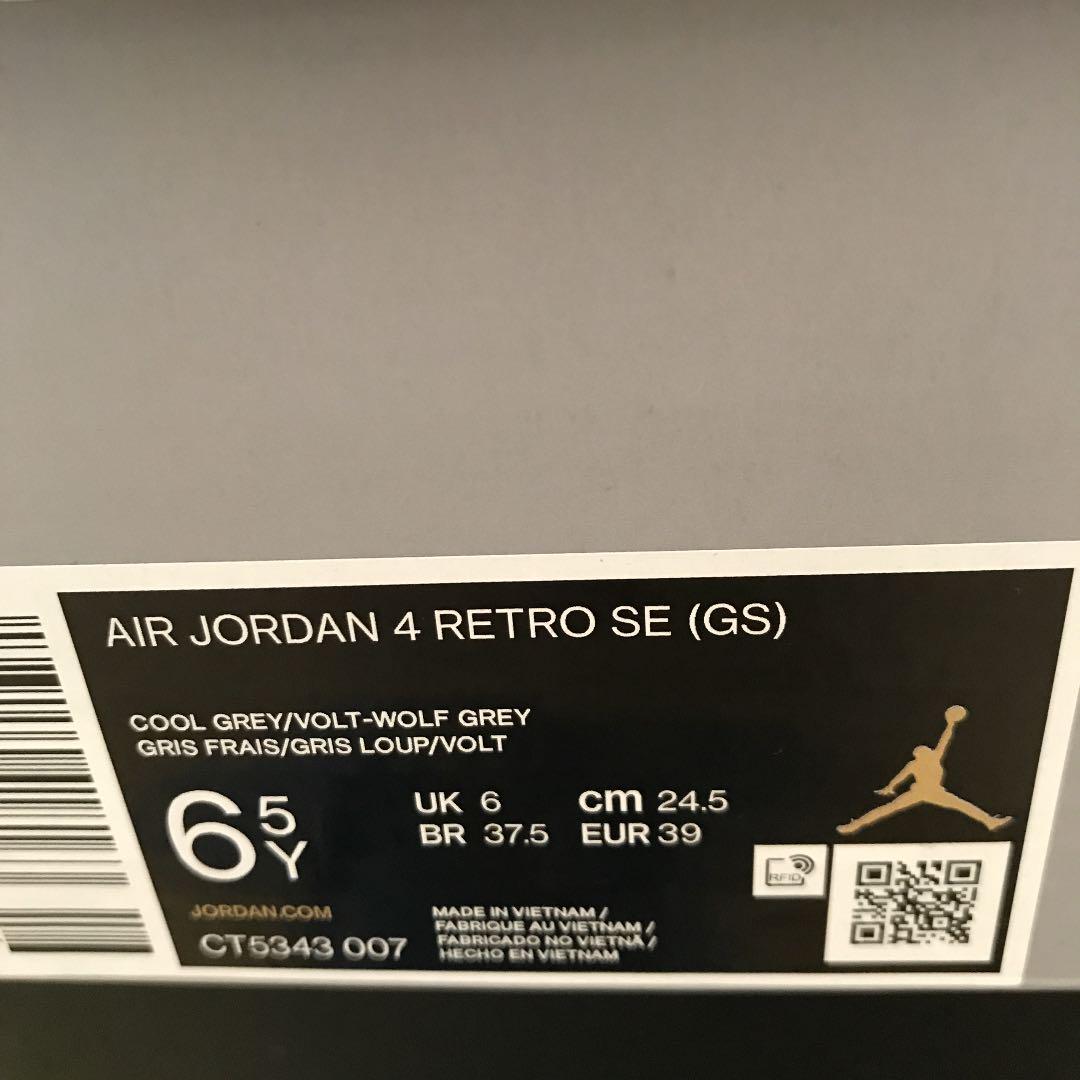 AIR JORDAN 4 RETRO SE (GS)
COOL GREY/VOLT-WOLF GREY
GRIS FRAIS/GRIS LOUP/VOLT
6 5 Y
UK 6 cm 24.5
BR 37.5 EUR 39
RFID
JORDAN.COM
CT5343 007
MADE IN VIETNAM /
FABRIQUE AU VIETNAM /
FABRICADO NO VIETNÃ /
HECHO EN VIETNAM